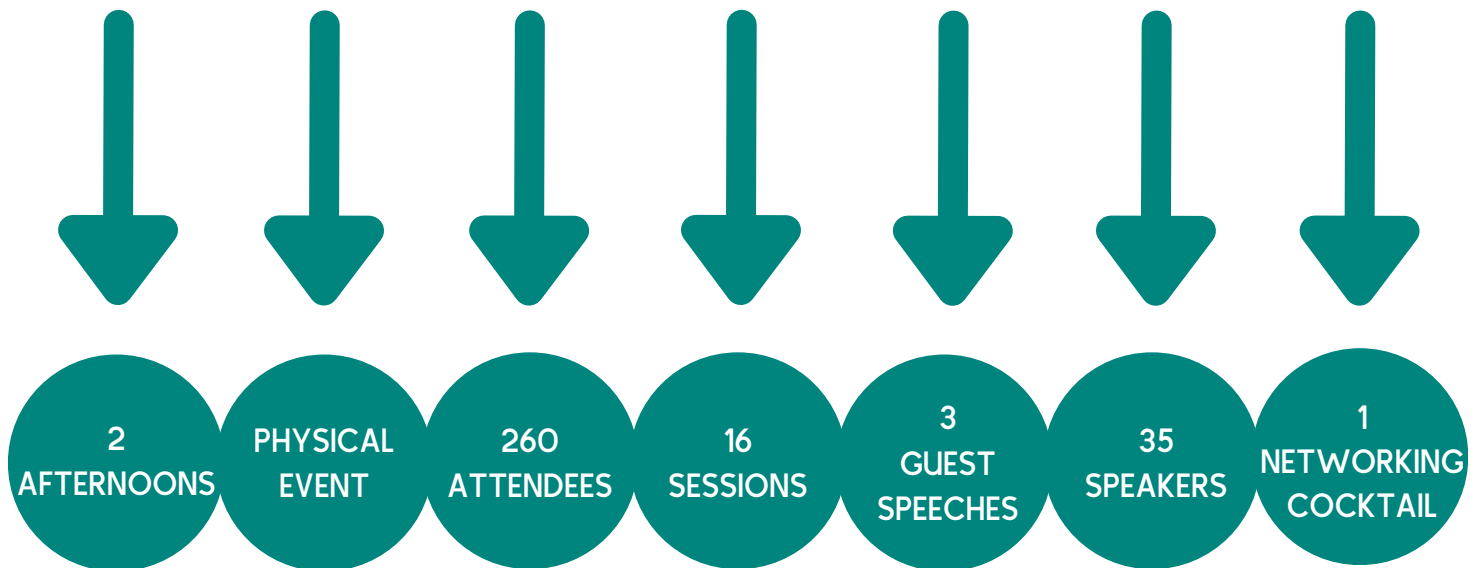 2
AFTERNOONS
PHYSICAL
EVENT
260
ATTENDEES
16
SESSIONS
3
GUEST
SPEECHES
35
SPEAKERS
1
NETWORKING
COCKTAIL